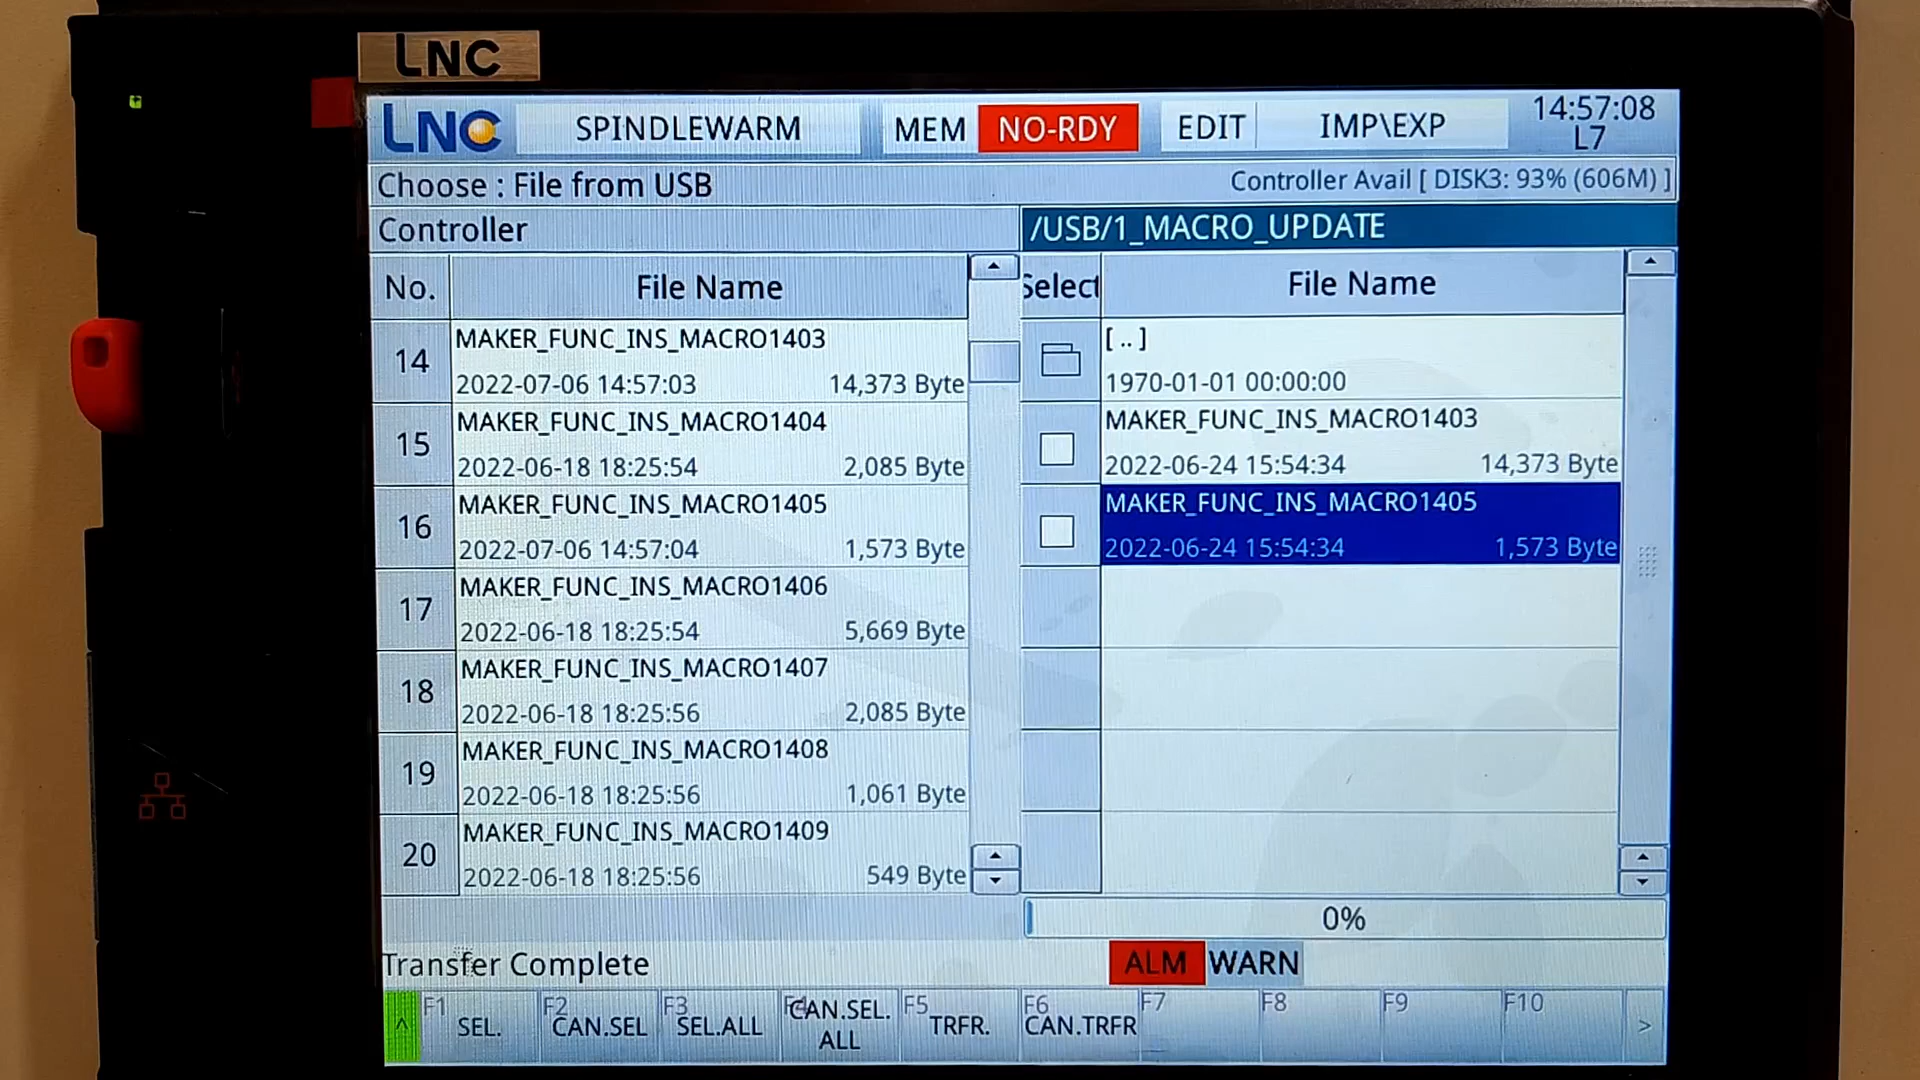 LNC
LNC SPINDLEWARM MEM NO-RDY EDIT IMP\EXP 14:57:08
L7
Choose : File from USB Controller Avail [ DISK3: 93% (606M) ]
Controller /USB/1_MACRO_UPDATE
No. File Name Select File Name
14 MAKER_FUNC_INS_MACRO1403 [ .. ]
2022-07-06 14:57:03 14,373 Byte 1970-01-01 00:00:00
15 MAKER_FUNC_INS_MACRO1404 MAKER_FUNC_INS_MACRO1403
2022-06-18 18:25:54 2,085 Byte 2022-06-24 15:54:34 14,373 Byte
16 MAKER_FUNC_INS_MACRO1405 MAKER_FUNC_INS_MACRO1405
2022-07-06 14:57:04 1,573 Byte 2022-06-24 15:54:34 1,573 Byte
17 MAKER_FUNC_INS_MACRO1406
2022-06-18 18:25:54 5,669 Byte
18 MAKER_FUNC_INS_MACRO1407
2022-06-18 18:25:56 2,085 Byte
19 MAKER_FUNC_INS_MACRO1408
2022-06-18 18:25:56 1,061 Byte
20 MAKER_FUNC_INS_MACRO1409
2022-06-18 18:25:56 549 Byte
0%
Transfer Complete ALM WARN
F1 SEL. F2 CAN.SEL F3 SEL.ALL F4 CAN.SEL. ALL F5 TRFR. F6 CAN.TRFR F7 F8 F9 F10 >